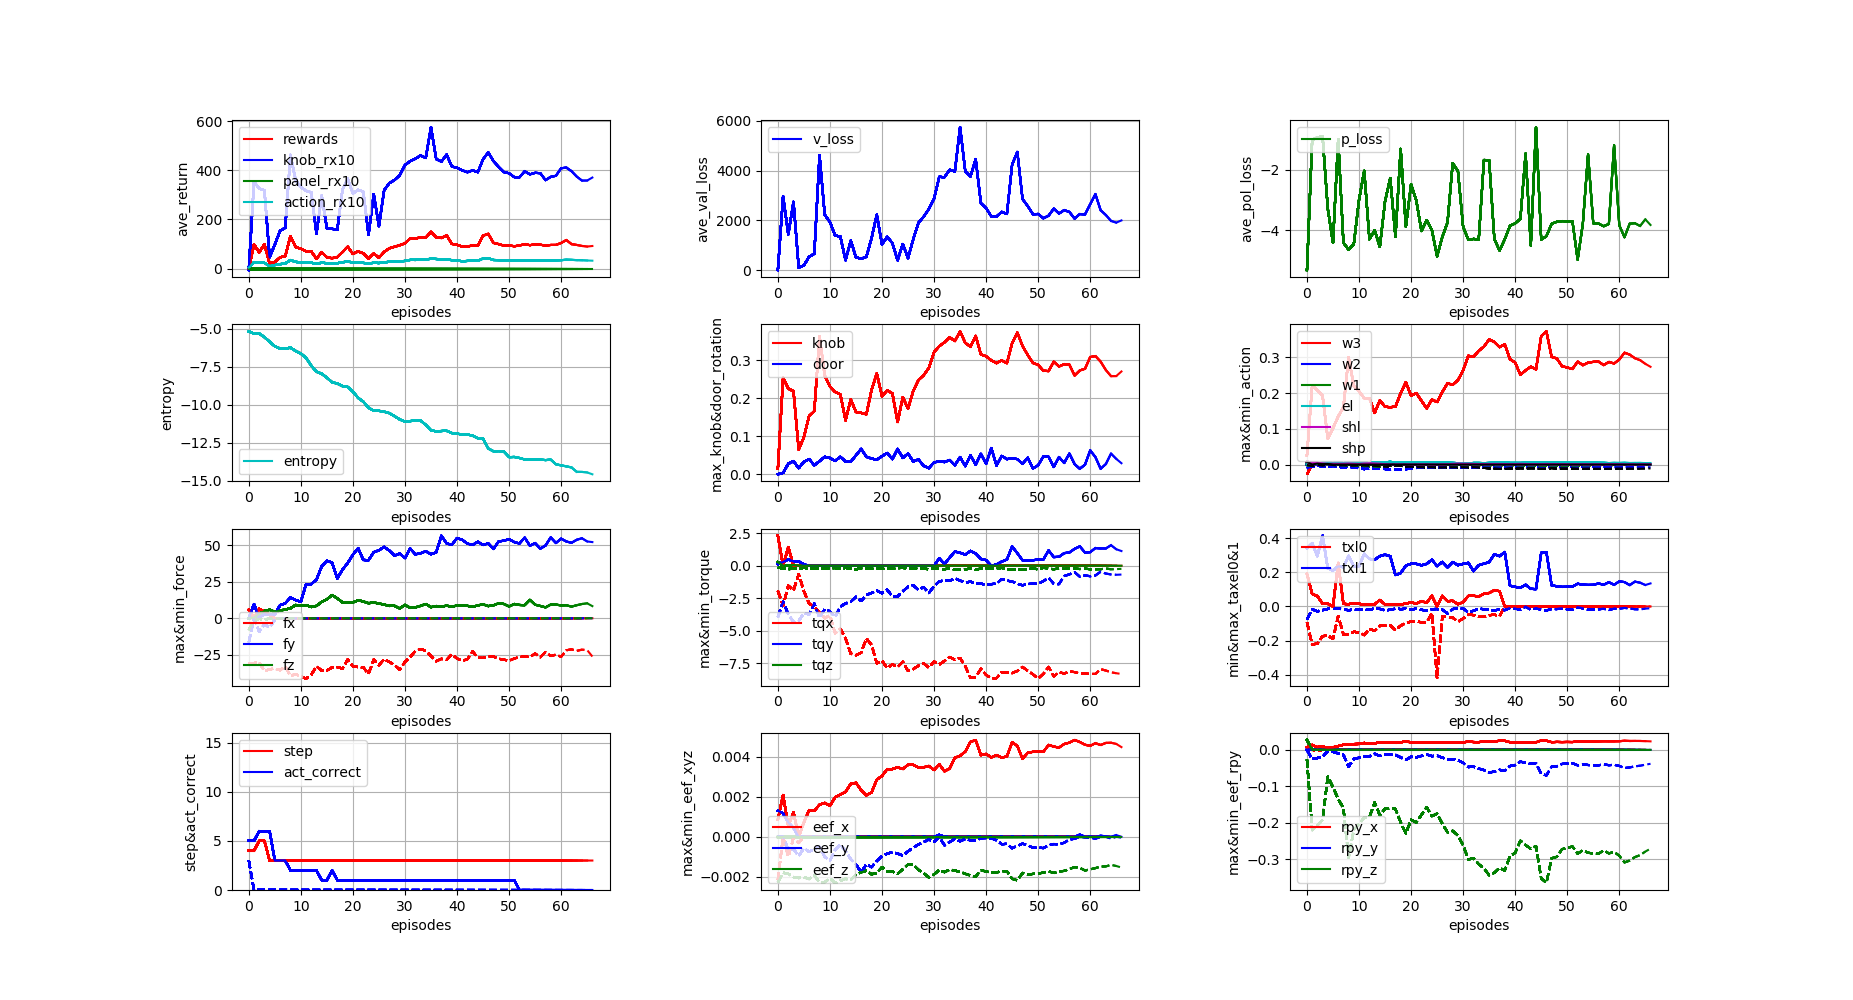 600
400
200
0
ave_return
rewards
knob_rx10
panel_rx10
action_rx10
0 10 20 30 40 50 60
episodes
6000
4000
2000
0
ave_val_loss
v_loss
0 10 20 30 40 50 60
episodes
−2
−4
ave_pol_loss
p_loss
0 10 20 30 40 50 60
episodes
−5.0
−7.5
−10.0
−12.5
−15.0
entropy
entropy
0 10 20 30 40 50 60
episodes
0.3
0.2
0.1
0.0
max_knob&door_rotation
knob
door
0 10 20 30 40 50 60
episodes
0.3
0.2
0.1
0.0
max&min_action
w3
w2
w1
el
shl
shp
0 10 20 30 40 50 60
episodes
50
25
0
−25
max&min_force
fx
fy
fz
0 10 20 30 40 50 60
episodes
2.5
0.0
−2.5
−5.0
−7.5
max&min_torque
tqx
tqy
tqz
0 10 20 30 40 50 60
episodes
0.4
0.2
0.0
−0.2
−0.4
min&max_taxel0&1
txl0
txl1
0 10 20 30 40 50 60
episodes
15
10
5
0
step&act_correct
step
act_correct
0 10 20 30 40 50 60
episodes
0.004
0.002
0.000
−0.002
max&min_eef_xyz
eef_x
eef_y
eef_z
0 10 20 30 40 50 60
episodes
0.0
−0.1
−0.2
−0.3
max&min_eef_rpy
rpy_x
rpy_y
rpy_z
0 10 20 30 40 50 60
episodes